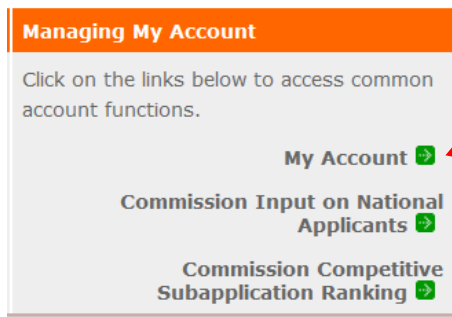 Managing My Account
Click on the links below to access common
account functions.
My Account
Commission Input on National
Applicants
Commission Competitive
Subapplication Ranking